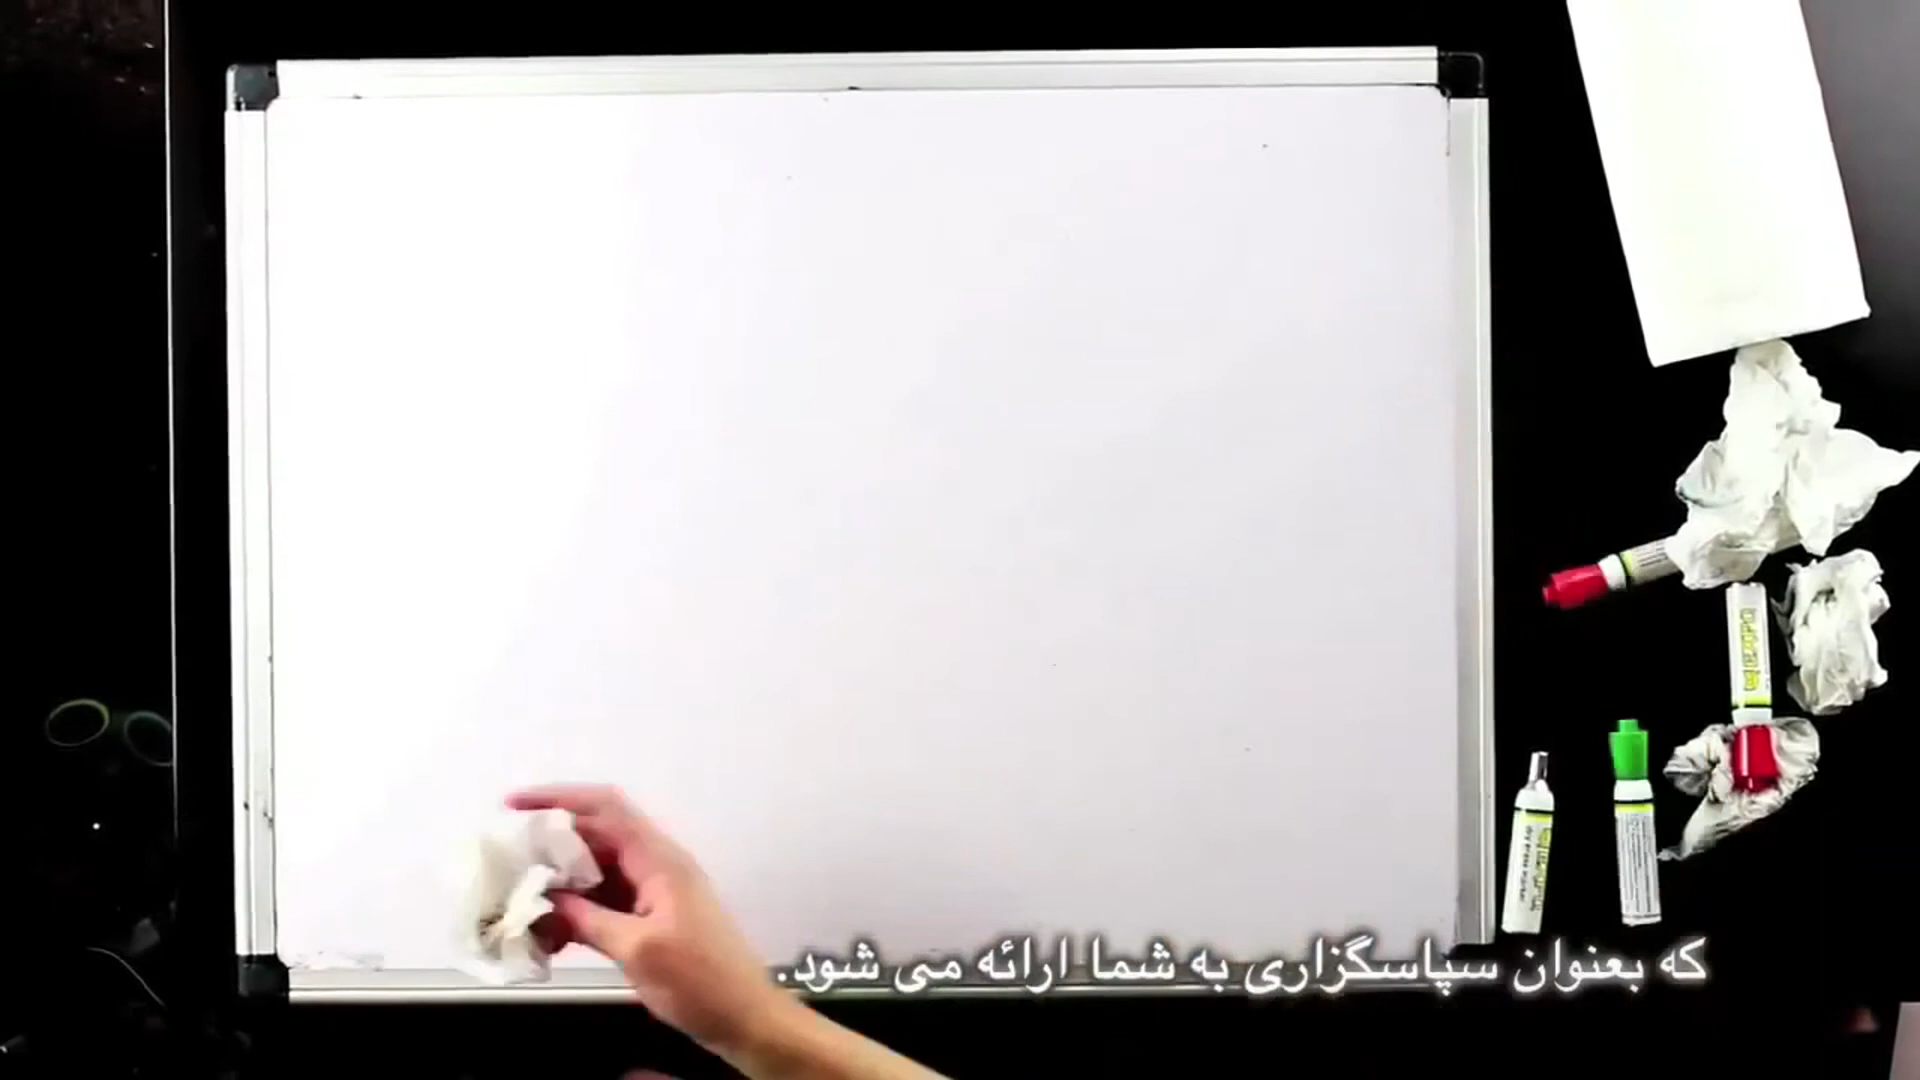 که بعنوان سپاسگزاری به شما ارائه می شود.